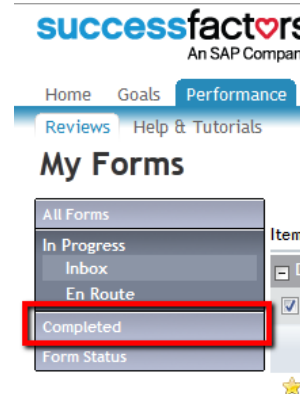 successfactors
An SAP Compan
Home Goals Performance
Reviews Help & Tutorials
My Forms
All Forms
In Progress
Item
Inbox
En Route
Completed
Form Status